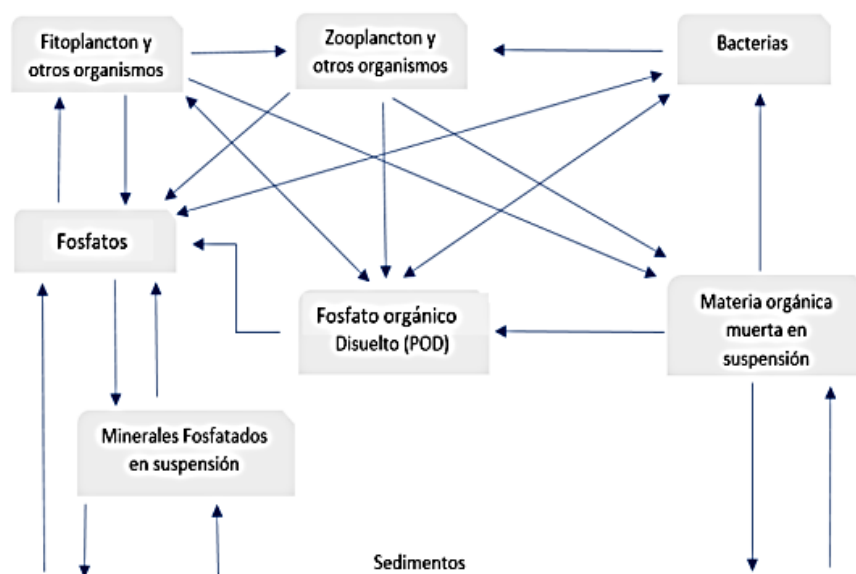 Fitoplancton y
otros organismos
Zooplancton y
otros organismos
Bacterias
Fosfatos
Fosfato orgánico
Disuelto (POD)
Materia orgánica
muerta en
suspensión
Minerales Fosfatados
en suspensión
Sedimentos